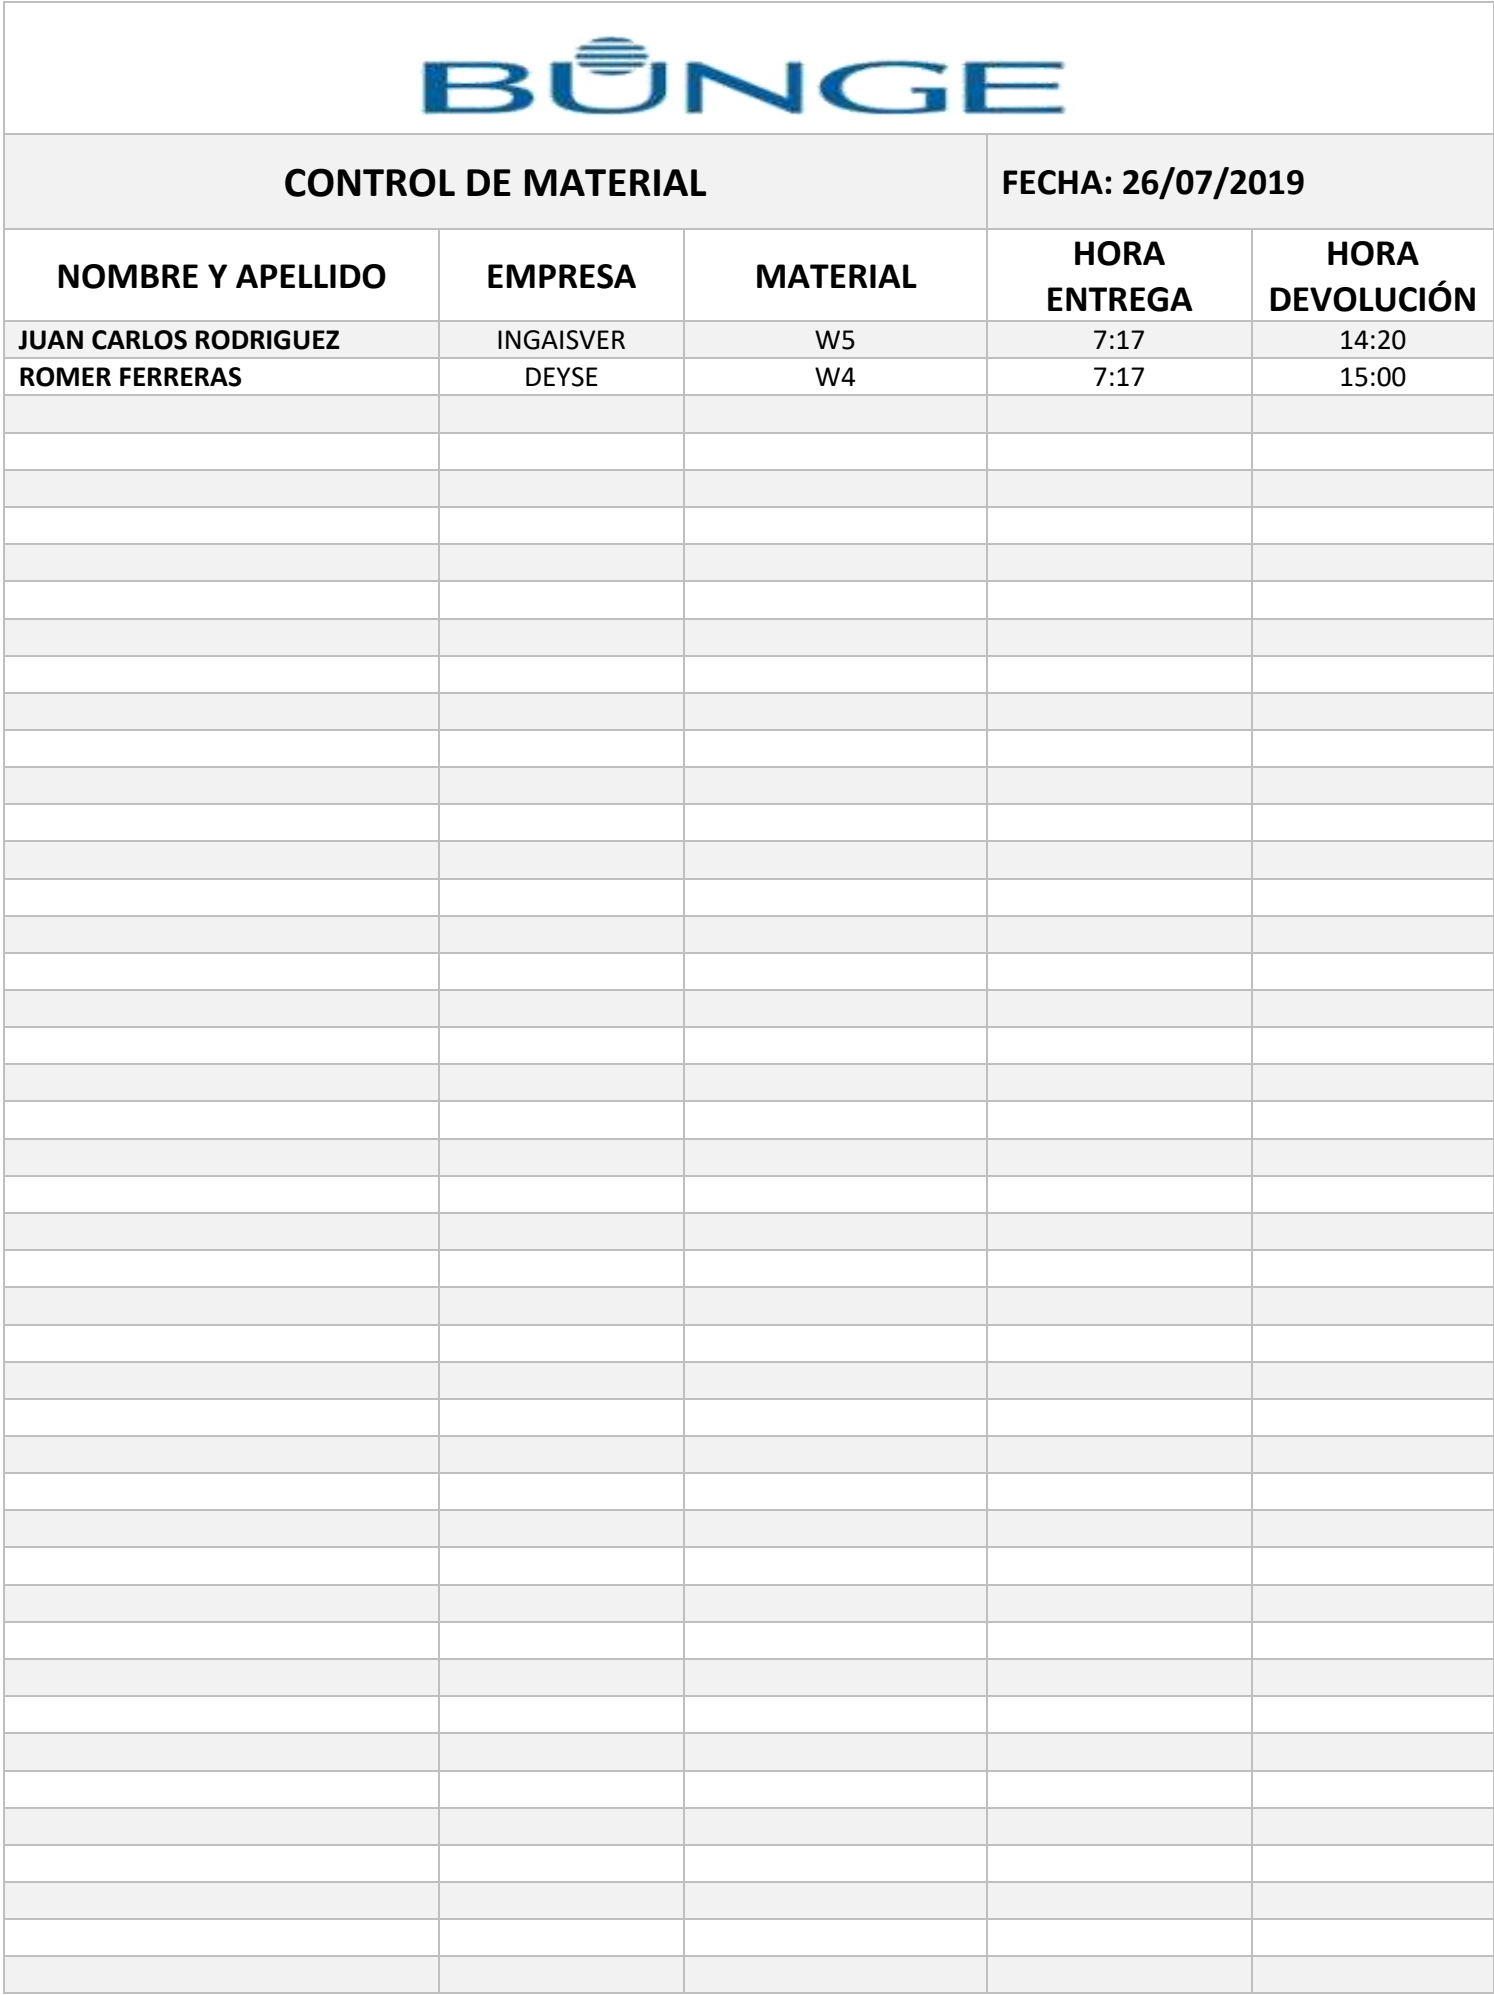 BUNGE
CONTROL DE MATERIAL
FECHA: 26/07/2019
NOMBRE Y APELLIDO
EMPRESA
MATERIAL
HORA
ENTREGA
HORA
DEVOLUCIÓN
JUAN CARLOS RODRIGUEZ INGAISVER W5 7:17 14:20
ROMER FERRERAS DEYSE W4 7:17 15:00